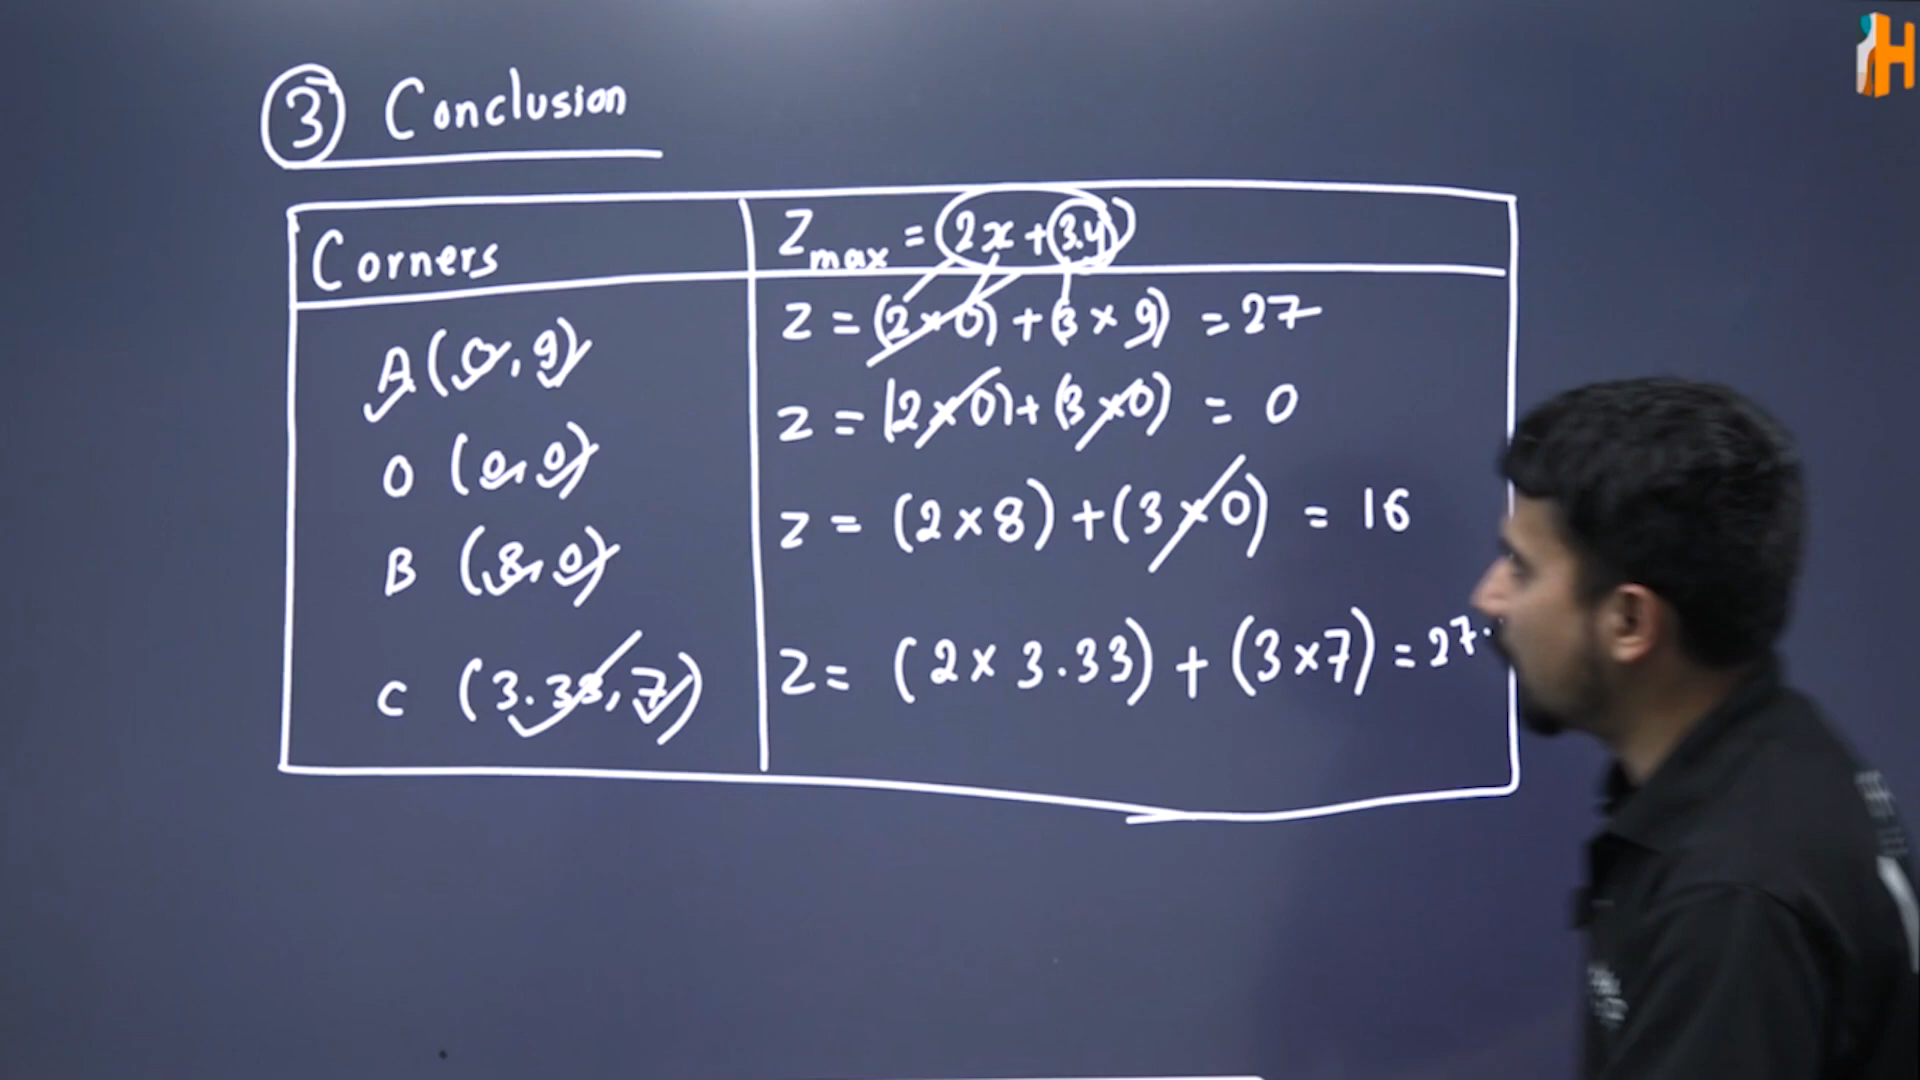 ③ Conclusion
Corners
Zmax = (2x + 3y)
A (0, 9)
Z = (2 × 0) + (3 × 9) = 27
O (0, 0)
Z = (2 × 0) + (3 × 0) = 0
B (8, 0)
Z = (2 × 8) + (3 × 0) = 16
C (3.33, 7)
Z = (2 × 3.33) + (3 × 7) = 27.
H